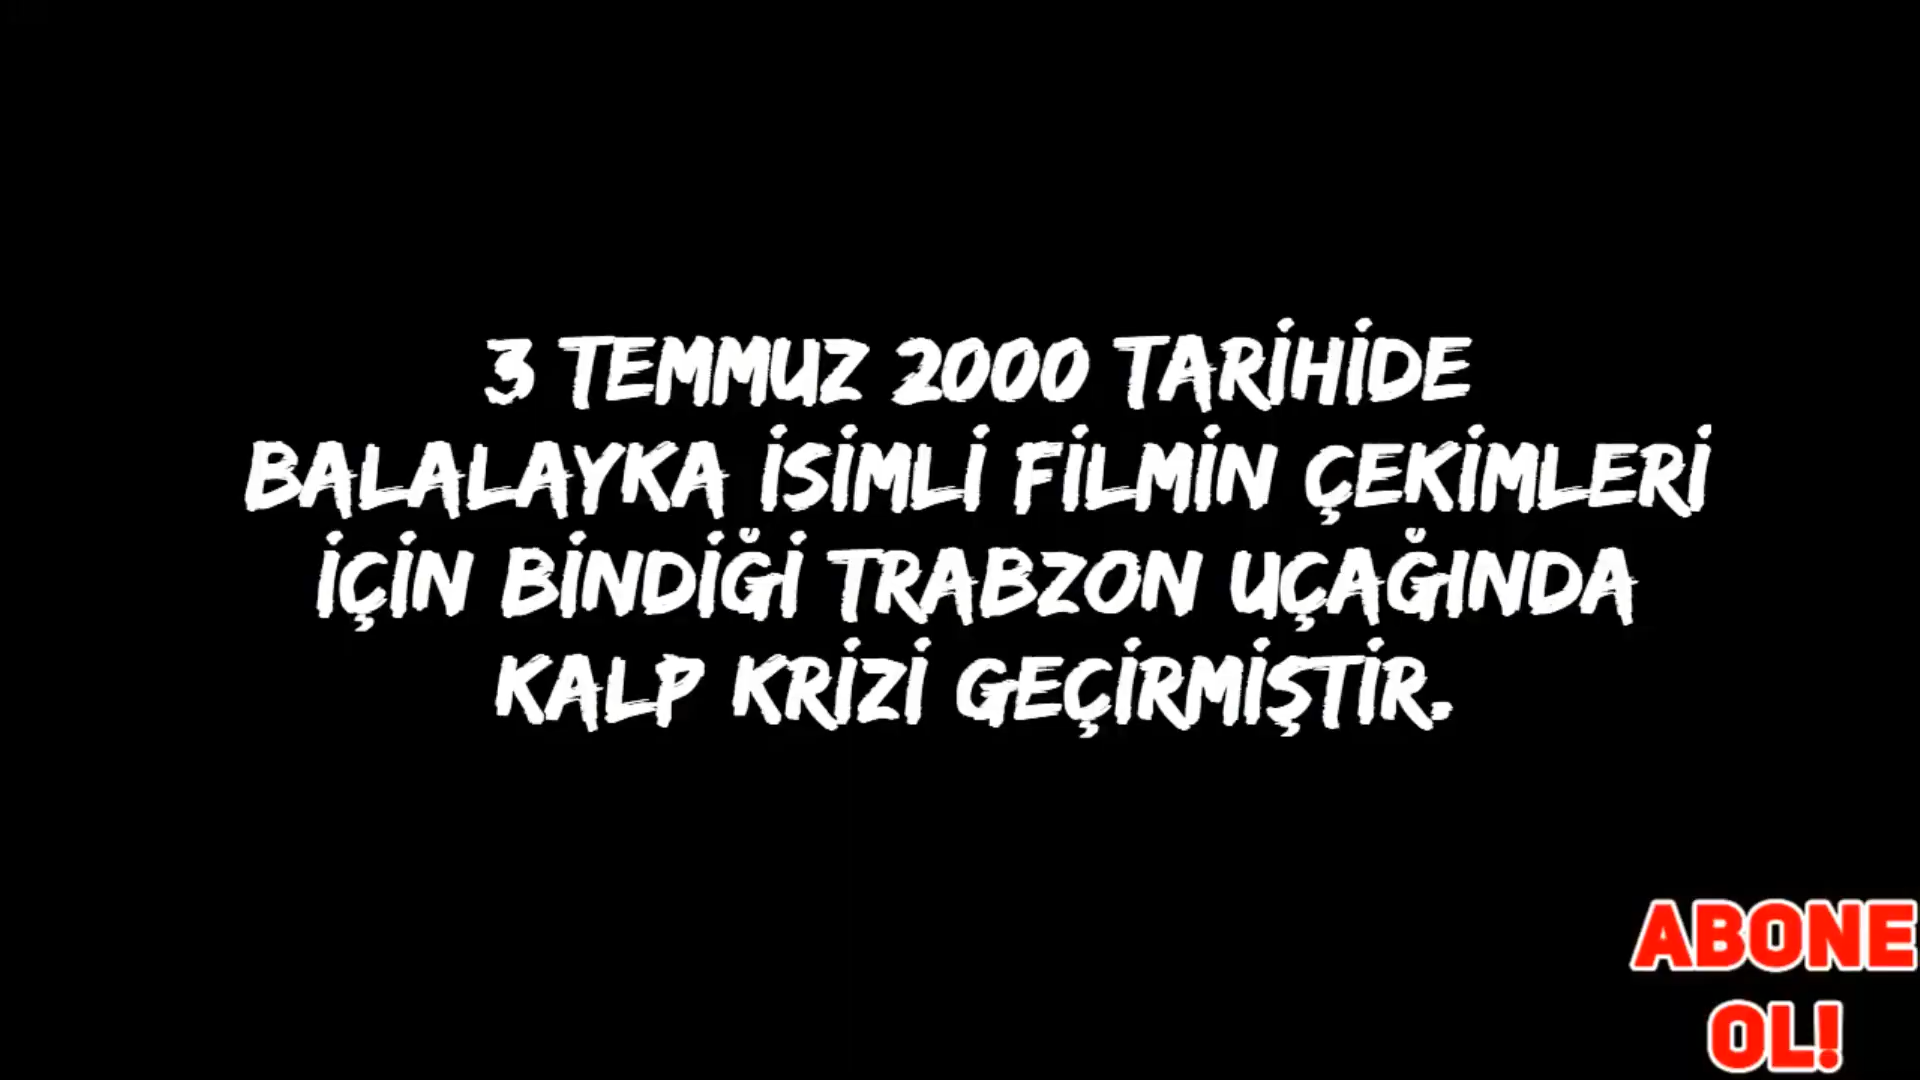 3 TEMMUZ 2000 TARİHİDE
BALALAYKA İSİMLİ FİLMİN ÇEKİMLERİ
İÇİN BİNDİĞİ TRABZON UÇAĞINDA
KALP KRİZİ GEÇİRMİŞTİR.
ABONE
OL!